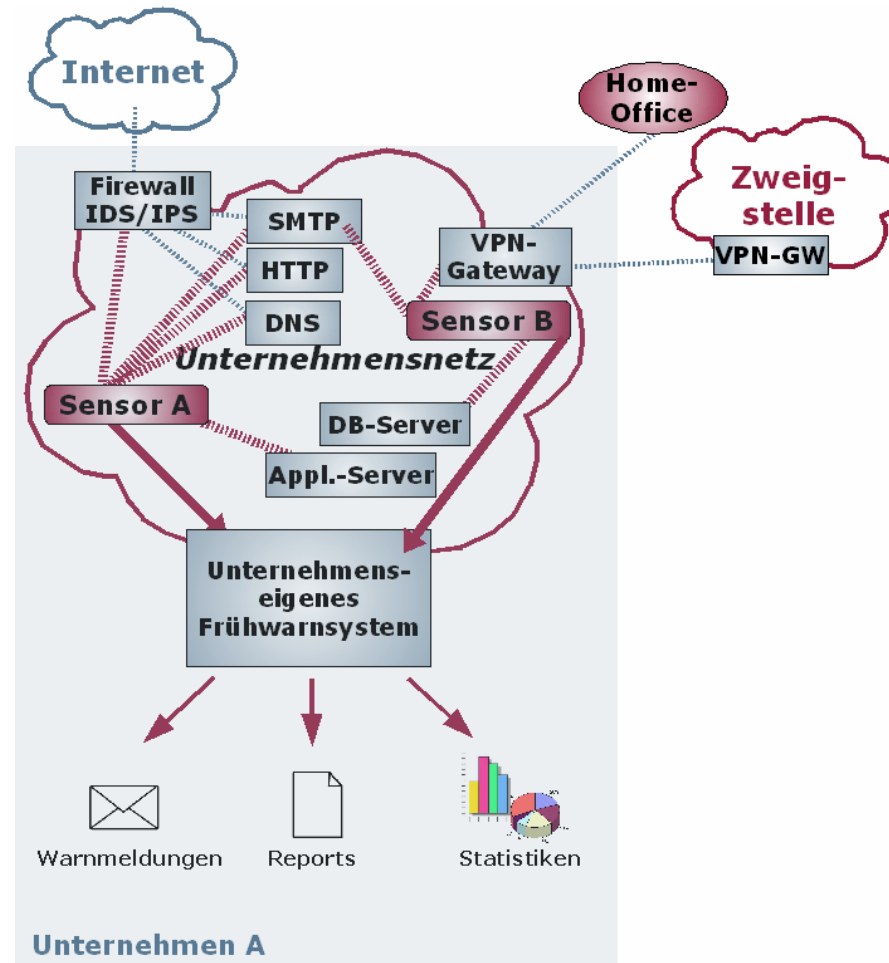 Internet
Home-
Office
Zweig-
stelle
VPN-GW
Firewall
IDS/IPS
SMTP
HTTP
DNS
VPN-
Gateway
Sensor B
Unternehmensnetz
Sensor A
DB-Server
Appl.-Server
Unternehmens-
eigenes
Frühwarnsystem
Warnmeldungen
Reports
Statistiken
Unternehmen A